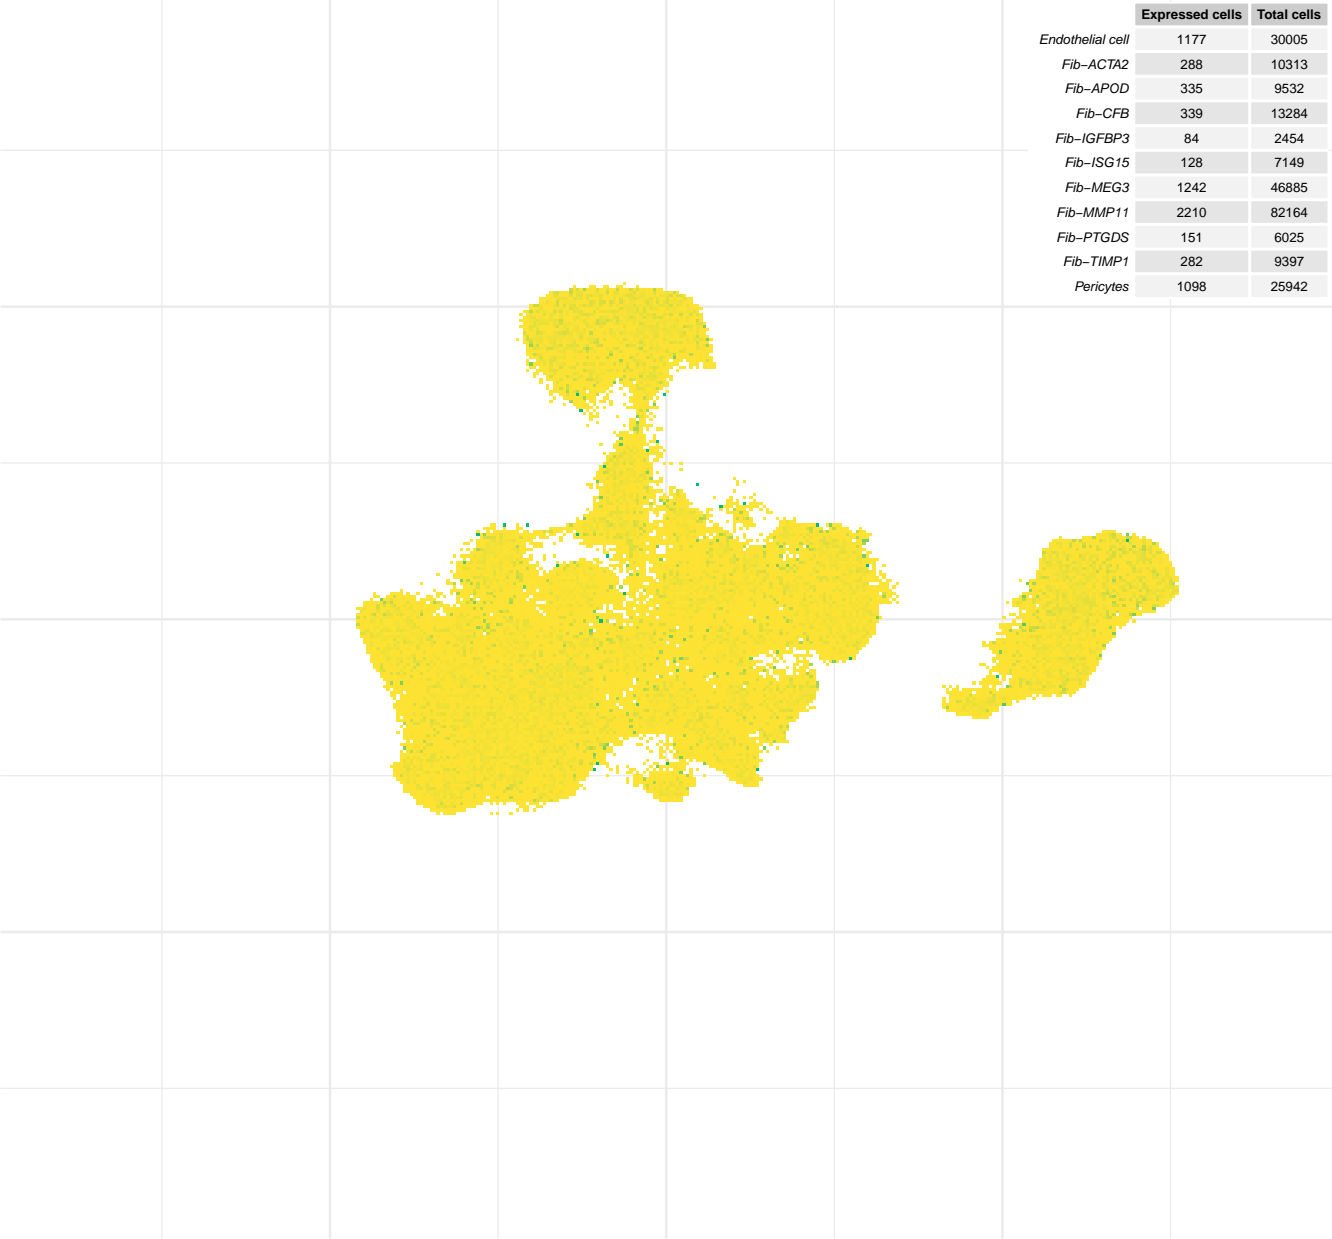 Expressed cells Total cells
Endothelial cell 1177 30005
Fib−ACTA2 288 10313
Fib−APOD 335 9532
Fib−CFB 339 13284
Fib−IGFBP3 84 2454
Fib−ISG15 128 7149
Fib−MEG3 1242 46885
Fib−MMP11 2210 82164
Fib−PTGDS 151 6025
Fib−TIMP1 282 9397
Pericytes 1098 25942